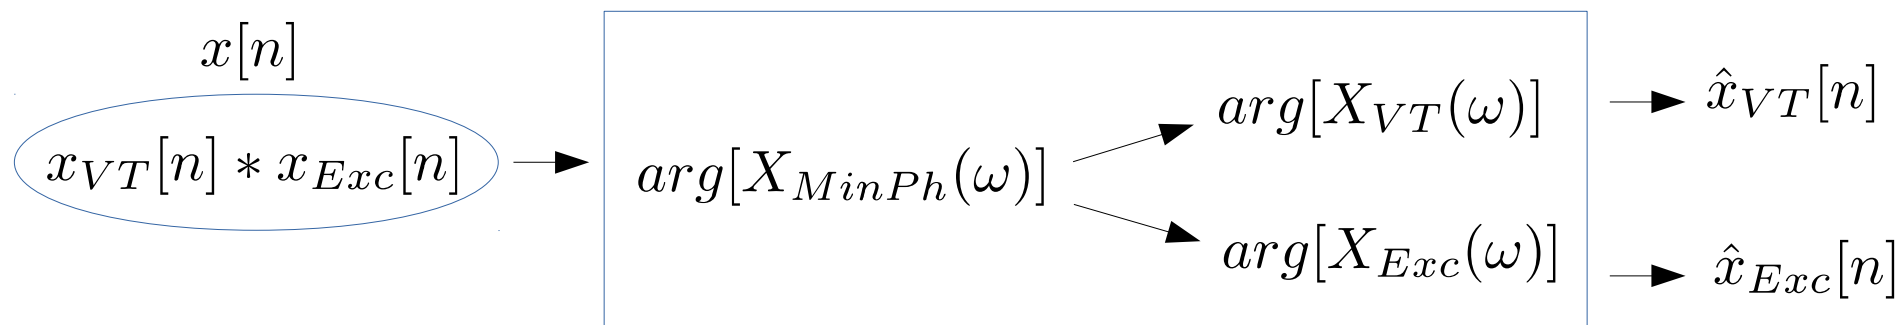 x[n]
x_{VT}[n] * x_{Exc}[n]
arg[X_{MinPh}(ω)]
arg[X_{VT}(ω)]
arg[X_{Exc}(ω)]
x̂_{VT}[n]
x̂_{Exc}[n]